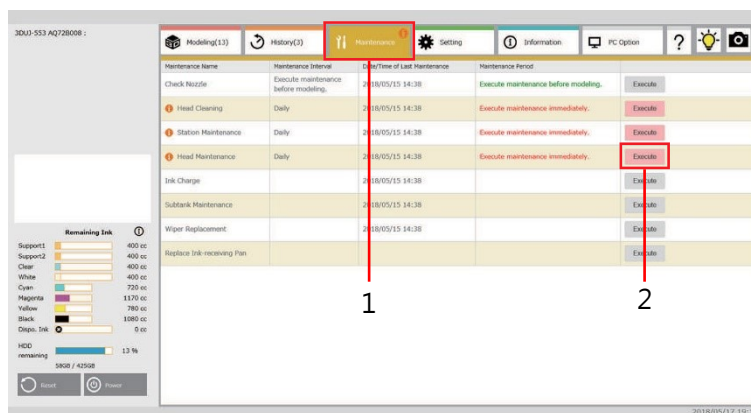 3DUJ-553 AQ728008 :
Modeling(13)
History(3)
Maintenance
Setting
Information
PC Option
?
Maintenance Name
Maintenance Interval
Date/Time of Last Maintenance
Maintenance Period
Check Nozzle
Execute maintenance
before modeling.
2018/05/15 14:38
Execute maintenance before modeling.
Execute
Head Cleaning
Daily
2018/05/15 14:38
Execute maintenance immediately.
Execute
Station Maintenance
Daily
2018/05/15 14:38
Execute maintenance immediately.
Execute
Head Maintenance
Daily
2018/05/15 14:38
Execute maintenance immediately.
Execute
Ink Charge
2018/05/15 14:38
Execute
Subtank Maintenance
2018/05/15 14:38
Execute
Wiper Replacement
2018/05/15 14:38
Execute
Replace Ink-receiving Pan
Execute
1
2
Remaining Ink
Support1 400 cc
Support2 400 cc
Clear 400 cc
White 400 cc
Cyan 720 cc
Magenta 1170 cc
Yellow 780 cc
Black 1080 cc
Dispo. Ink 0 cc
HDD
remaining
13 %
58GB / 425GB
Reset
Power
2018/05/17 19: